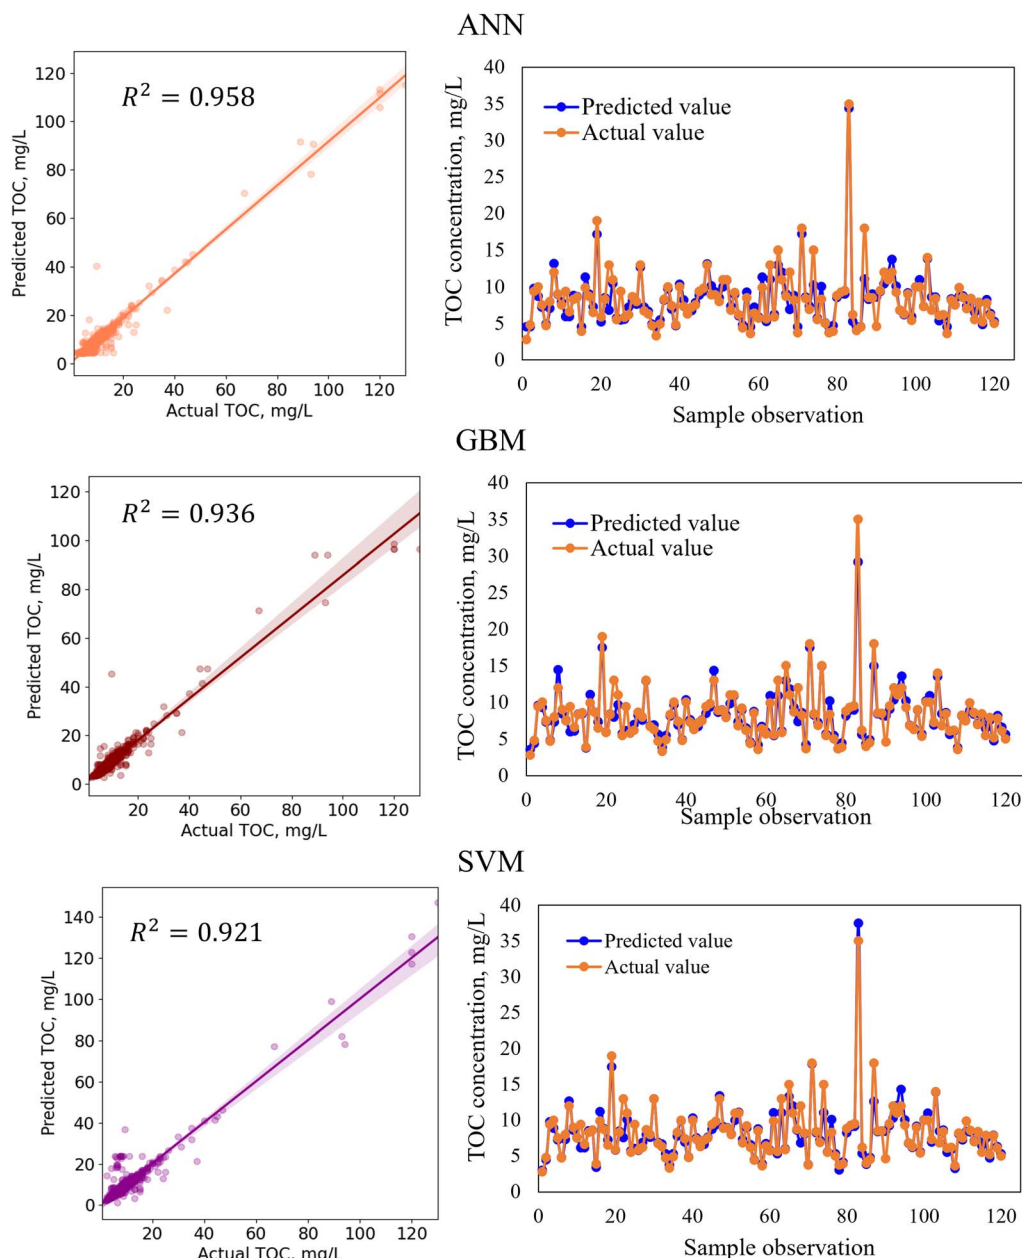 ANN
R² = 0.958
Predicted TOC, mg/L
120
100
80
60
40
20
0
20 40 60 80 100 120
Actual TOC, mg/L
TOC concentration, mg/L
40
35
30
25
20
15
10
5
0
Predicted value
Actual value
0 20 40 60 80 100 120
Sample observation
GBM
R² = 0.936
Predicted TOC, mg/L
120
100
80
60
40
20
0
20 40 60 80 100 120
Actual TOC, mg/L
TOC concentration, mg/L
40
35
30
25
20
15
10
5
0
Predicted value
Actual value
0 20 40 60 80 100 120
Sample observation
SVM
R² = 0.921
Predicted TOC, mg/L
140
120
100
80
60
40
20
0
20 40 60 80 100 120
Actual TOC, mg/L
TOC concentration, mg/L
40
35
30
25
20
15
10
5
0
Predicted value
Actual value
0 20 40 60 80 100 120
Sample observation